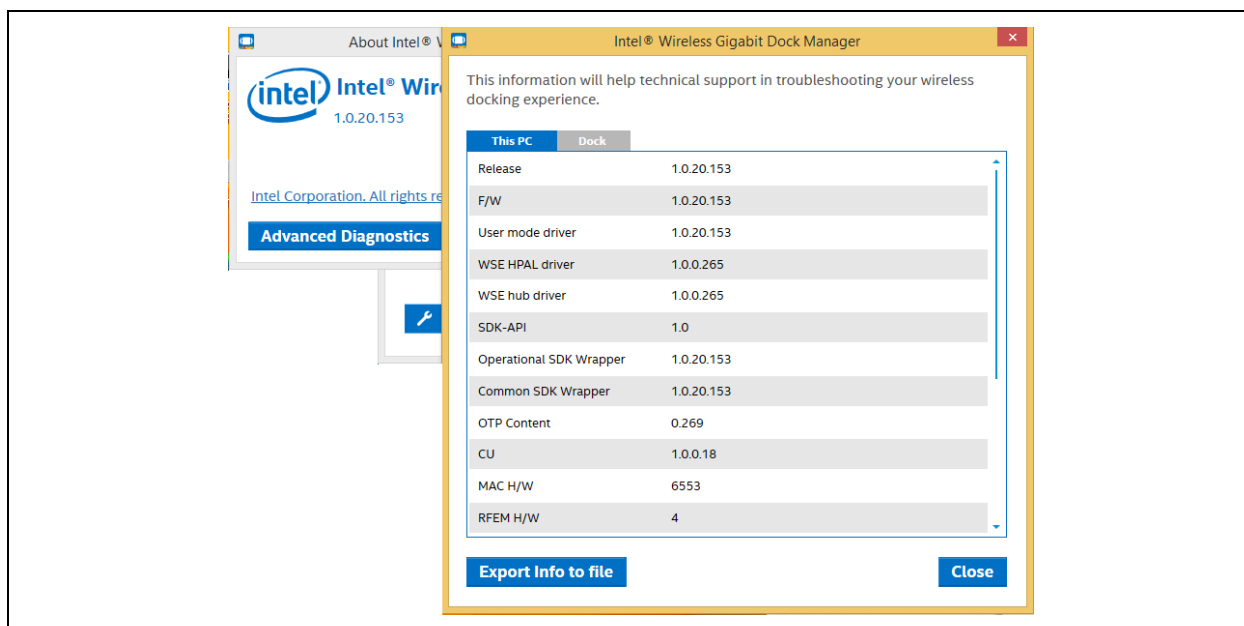 About Intel®
Intel® Wireless Gigabit Dock Manager
intel
Intel®
1.0.20.153
Intel Corporation. All rights
Advanced Diagnostics
This information will help technical support in troubleshooting your wireless
docking experience.
This PC Dock
Release 1.0.20.153
F/W 1.0.20.153
User mode driver 1.0.20.153
WSE HPAL driver 1.0.0.265
WSE hub driver 1.0.0.265
SDK-API 1.0
Operational SDK Wrapper 1.0.20.153
Common SDK Wrapper 1.0.20.153
OTP Content 0.269
CU 1.0.0.18
MAC H/W 6553
RFEM H/W 4
Export Info to file Close